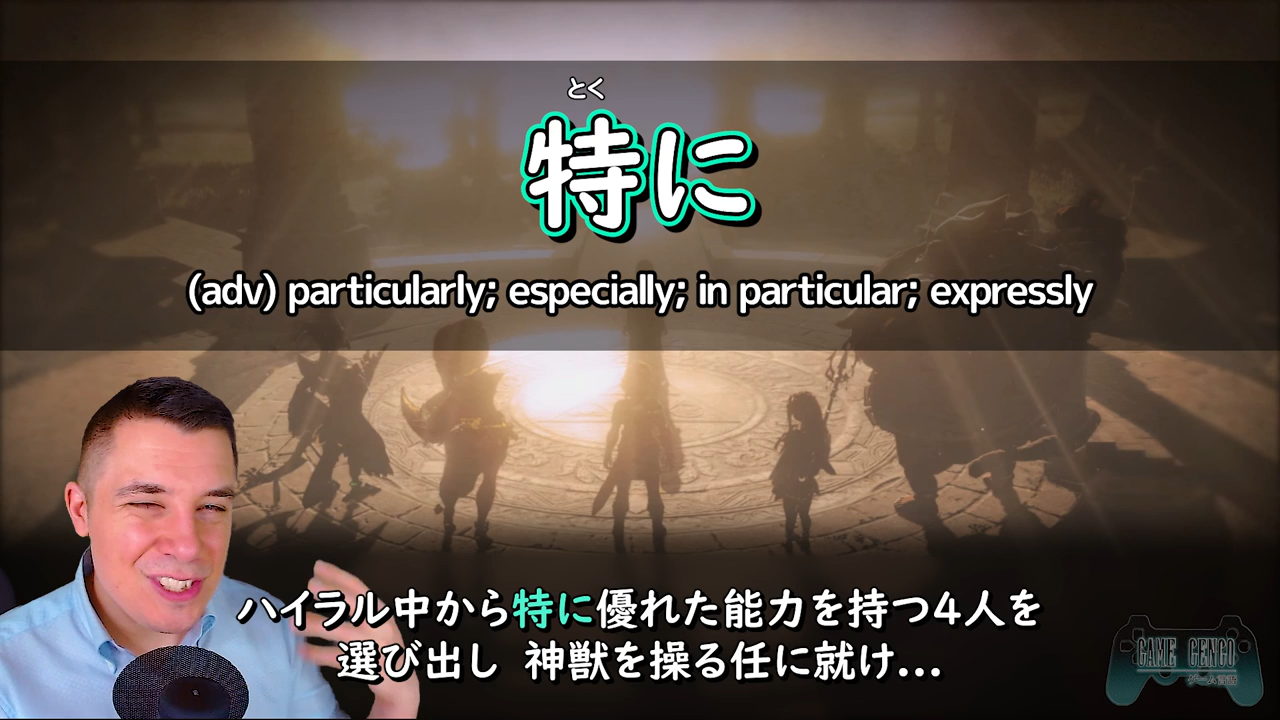 とく
特に
(adv) particularly; especially; in particular; expressly
ハイラル中から特に優れた能力を持つ4人を
選び出し 神獣を操る任に就け...
GAME GENGO
ゲーム言語